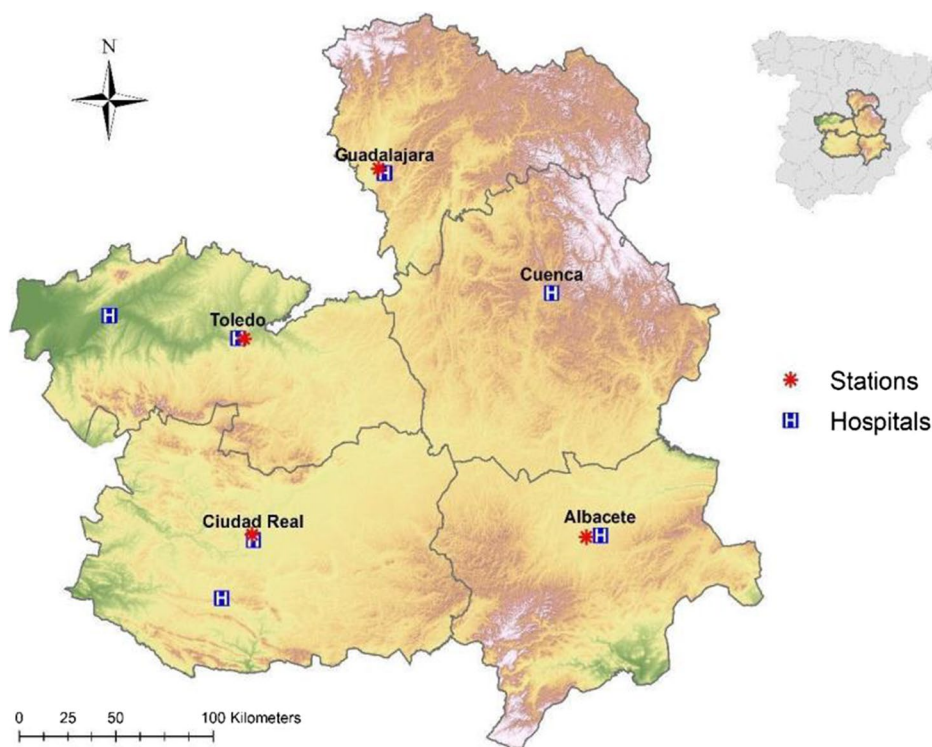 N
Guadalajara
H
Cuenca
H
H
Toledo
H
Stations
H Hospitals
Ciudad Real
H
Albacete
H
H
0 25 50 100 Kilometers